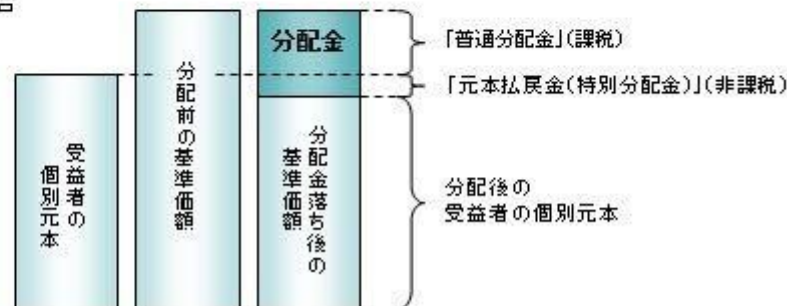 受益者の
個別元本
分配前の基準価額
分配金
分配金落ち後の
基準価額
「普通分配金」(課税)
「元本払戻金(特別分配金)」(非課税)
分配後の
受益者の個別元本